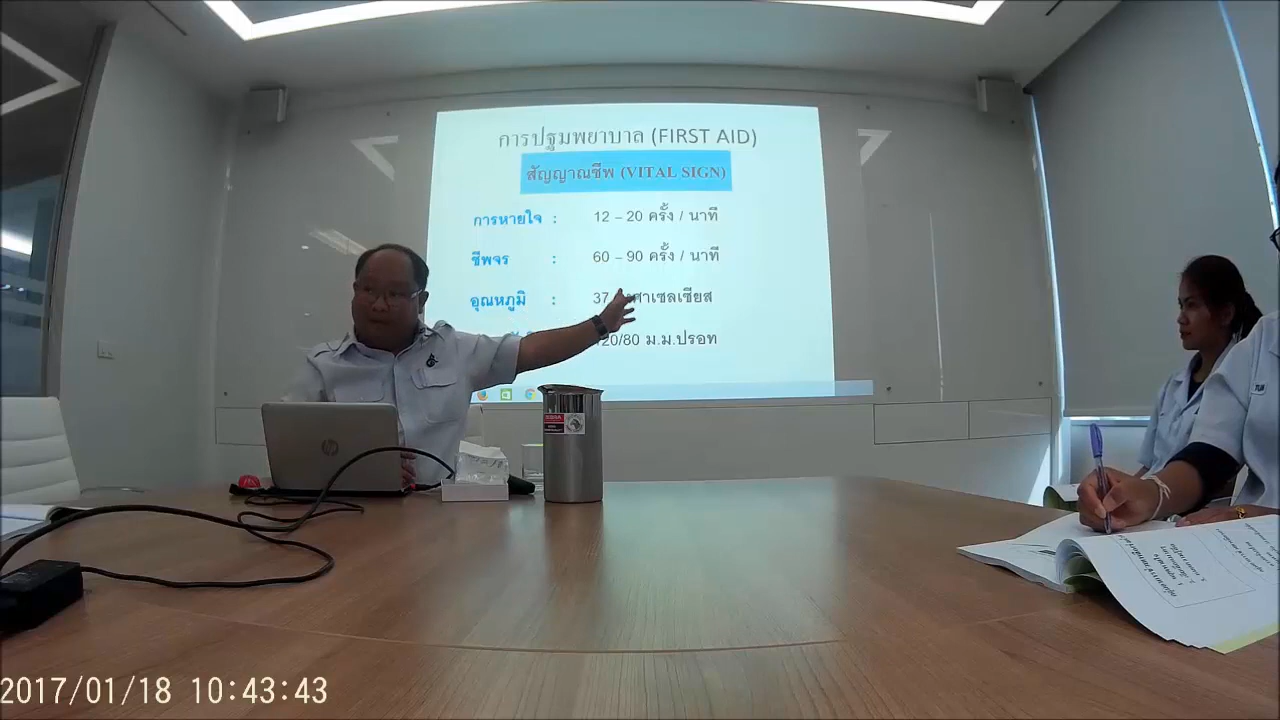 การปฐมพยาบาล (FIRST AID)
สัญญาณชีพ (VITAL SIGN)
การหายใจ : 12 – 20 ครั้ง / นาที
ชีพจร : 60 – 90 ครั้ง / นาที
อุณหภูมิ : 37 องศาเซลเซียส
120/80 ม.ม.ปรอท
hp
2017/01/18 10:43:43